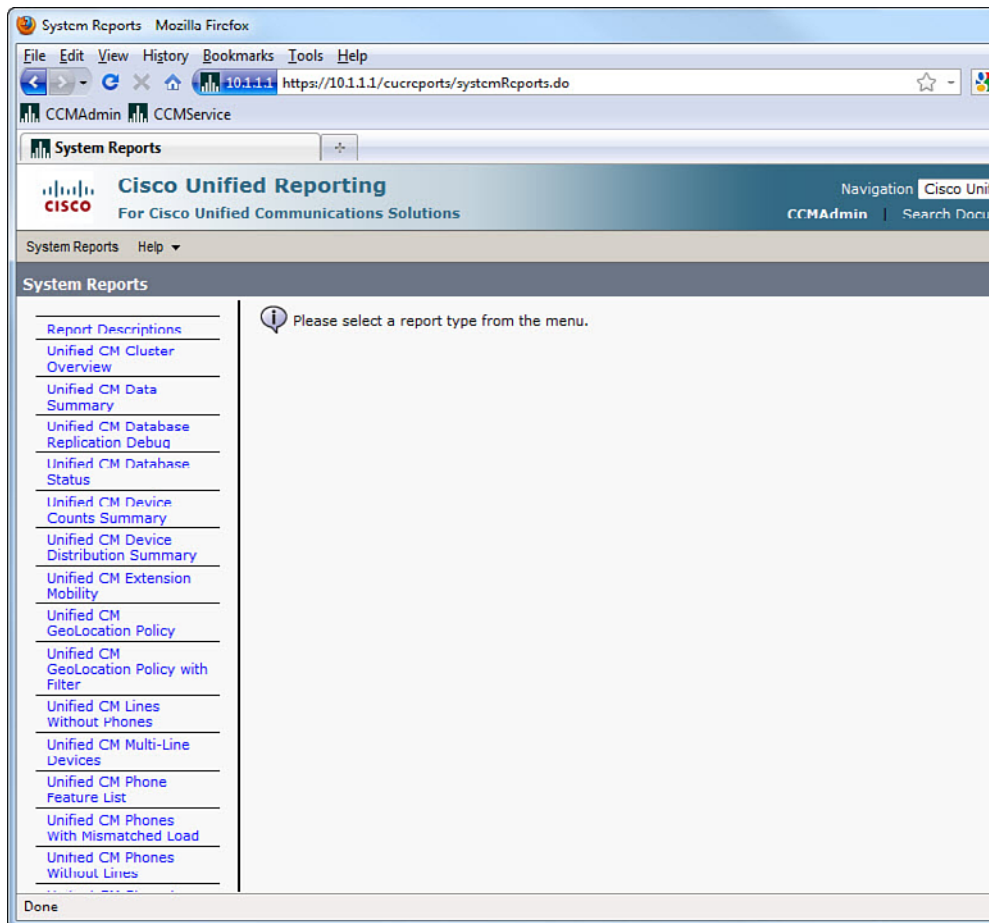 System Reports Mozilla Firefox
File Edit View History Bookmarks Tools Help
10.1.1.1 https://10.1.1.1/cucreports/systemReports.do
CCMAdmin CCMService
System Reports
cisco
Cisco Unified Reporting
For Cisco Unified Communications Solutions
Navigation Cisco Uni
CCMAdmin | Search Docu
System Reports Help
System Reports
Please select a report type from the menu.
Report Descriptions
Unified CM Cluster
Overview
Unified CM Data
Summary
Unified CM Database
Replication Debug
Unified CM Database
Status
Unified CM Device
Counts Summary
Unified CM Device
Distribution Summary
Unified CM Extension
Mobility
Unified CM
GeoLocation Policy
Unified CM
GeoLocation Policy with
Filter
Unified CM Lines
Without Phones
Unified CM Multi-Line
Devices
Unified CM Phone
Feature List
Unified CM Phones
With Mismatched Load
Unified CM Phones
Without Lines
Done